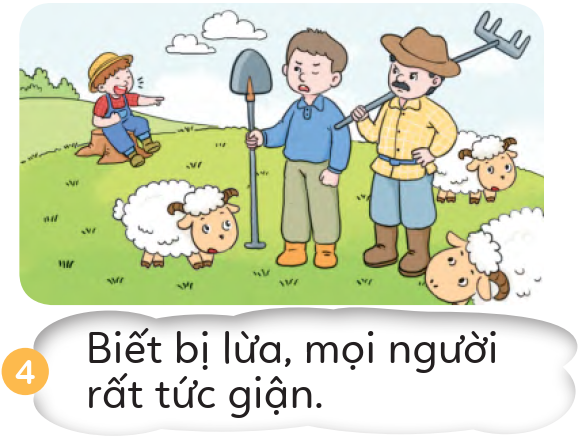 4
Biết bị lừa, mọi người
rất tức giận.